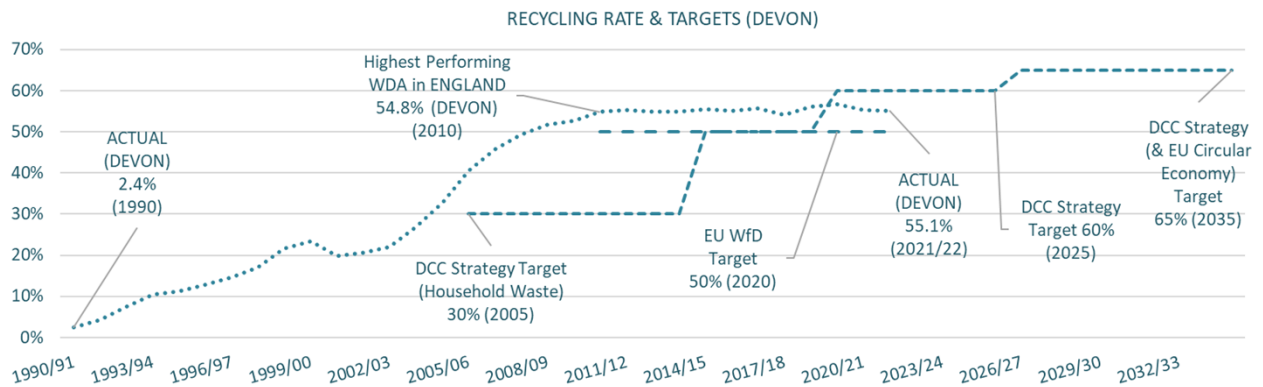 RECYCLING RATE & TARGETS (DEVON)
70%
60%
50%
40%
30%
20%
10%
0%
ACTUAL
(DEVON)
2.4%
(1990)
Highest Performing
WDA in ENGLAND
54.8% (DEVON)
(2010)
DCC Strategy Target
(Household Waste)
30% (2005)
EU WfD
Target
50% (2020)
ACTUAL
(DEVON)
55.1%
(2021/22)
DCC Strategy
Target 60%
(2025)
DCC Strategy
(& EU Circular
Economy)
Target
65% (2035)
1990/91
1993/94
1996/97
1999/00
2002/03
2005/06
2008/09
2011/12
2014/15
2017/18
2020/21
2023/24
2026/27
2029/30
2032/33